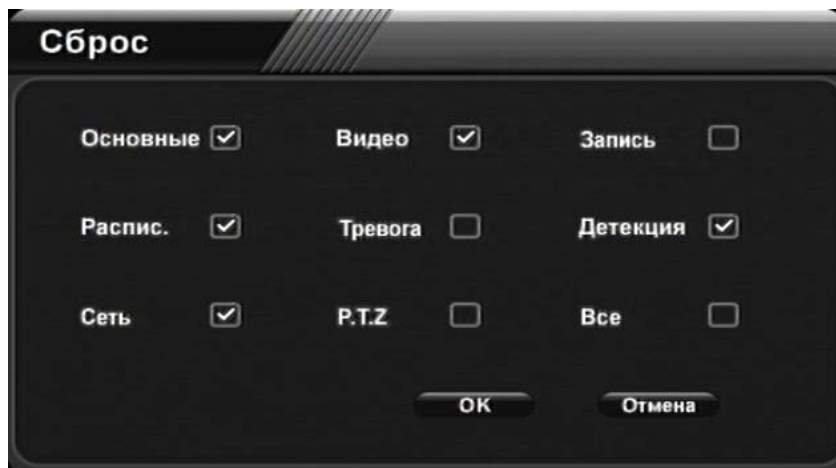 Сброс
Основные Видео Запись
Распис. Тревога Детекция
Сеть P.T.Z Все
OK Отмена